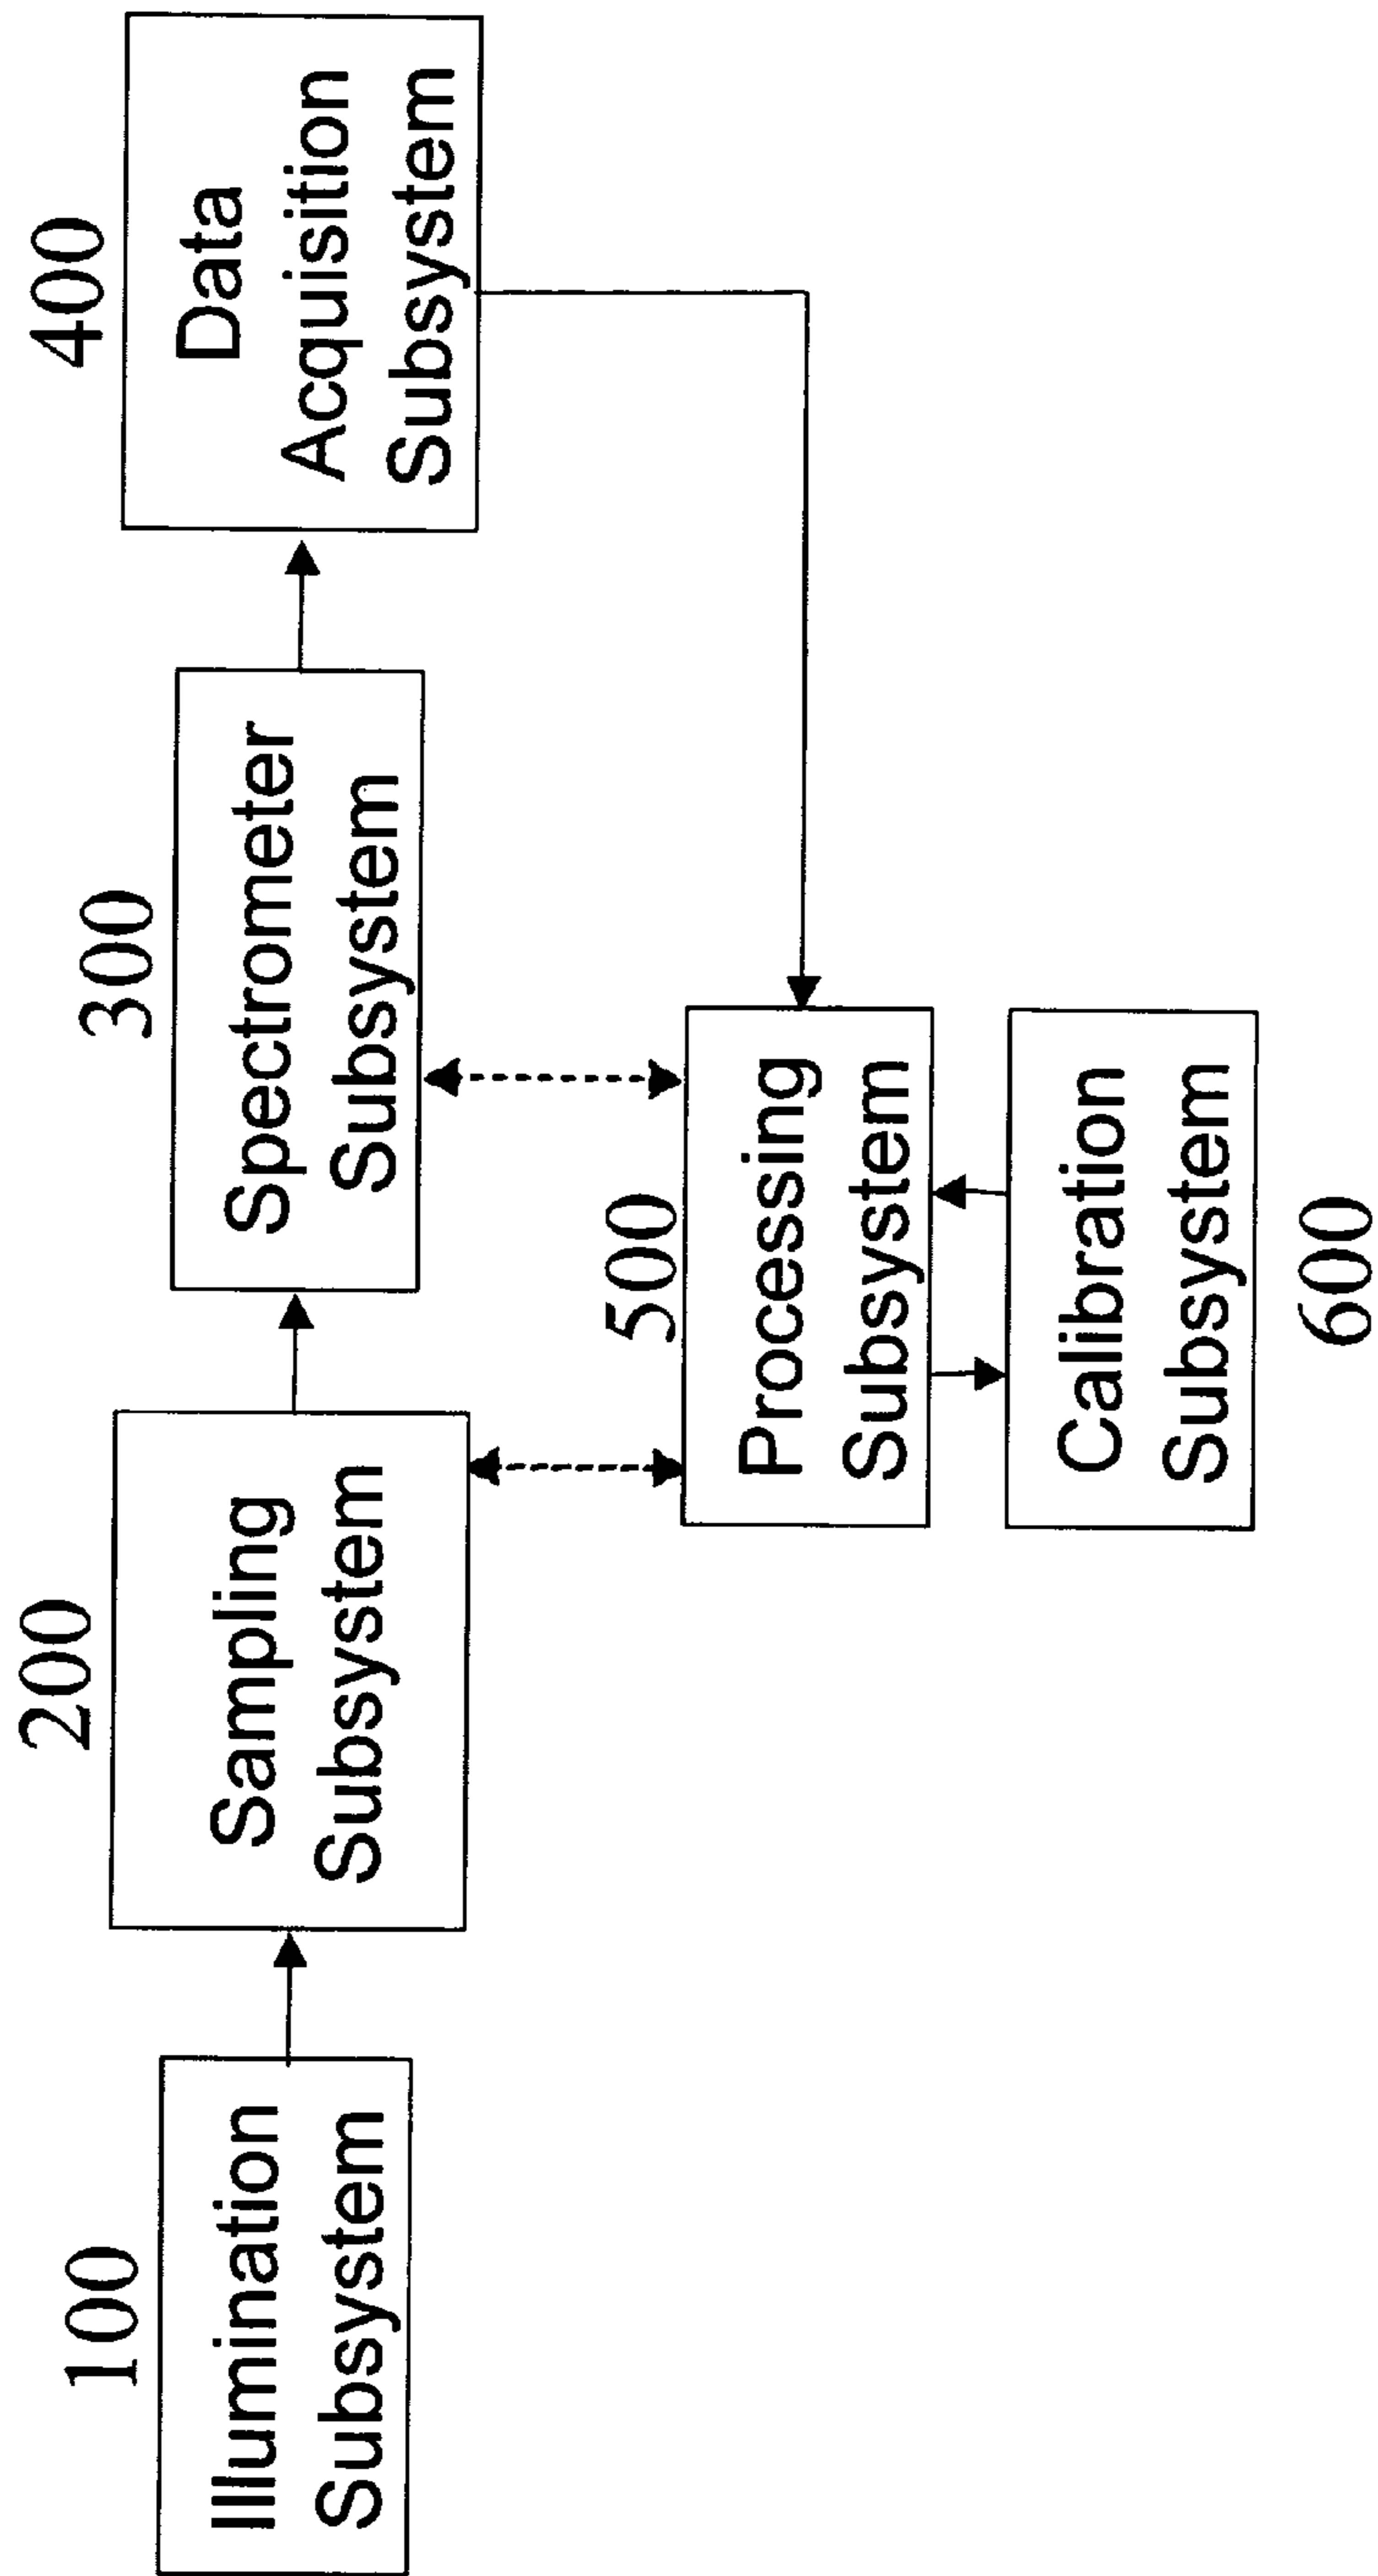 100
Illumination
Subsystem
200
Sampling
Subsystem
300
Spectrometer
Subsystem
400
Data
Acquisition
Subsystem
500
Processing
Subsystem
Calibration
Subsystem
600